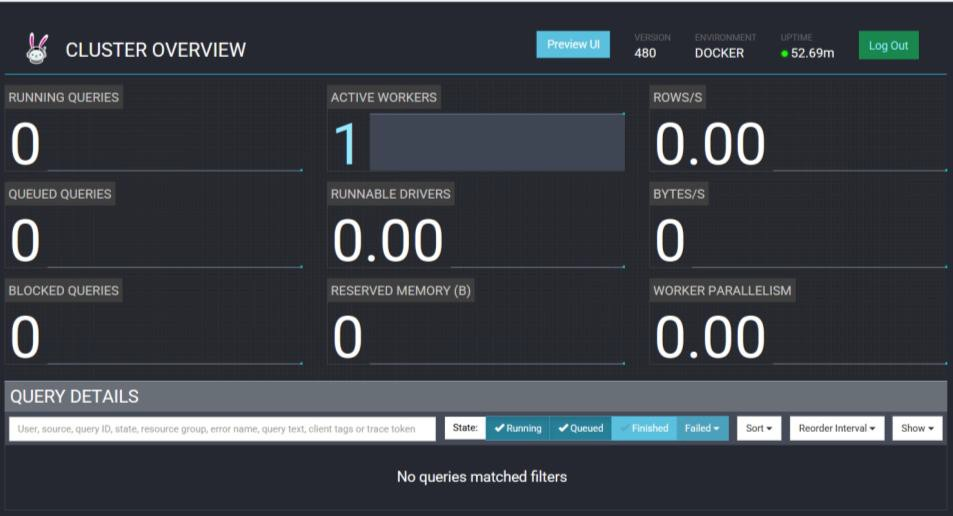 CLUSTER OVERVIEW
Preview UI
VERSION
480
ENVIRONMENT
DOCKER
UPTIME
52.69m
Log Out
RUNNING QUERIES
0
ACTIVE WORKERS
1
ROWS/S
0.00
QUEUED QUERIES
0
RUNNABLE DRIVERS
0.00
BYTES/S
0
BLOCKED QUERIES
0
RESERVED MEMORY (B)
0
WORKER PARALLELISM
0.00
QUERY DETAILS
User, source, query ID, state, resource group, error name, query text, client tags or trace token
State: Running Queued Finished Failed
Sort
Reorder Interval
Show
No queries matched filters